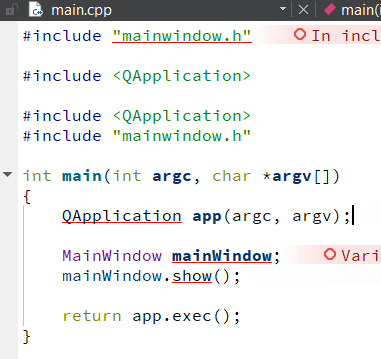 main.cpp
main(i
#include "mainwindow.h"
In incl
#include <QApplication>
#include <QApplication>
#include "mainwindow.h"
int main(int argc, char *argv[])
{
    QApplication app(argc, argv);
    MainWindow mainWindow;
Vari
    mainWindow.show();
    return app.exec();
}